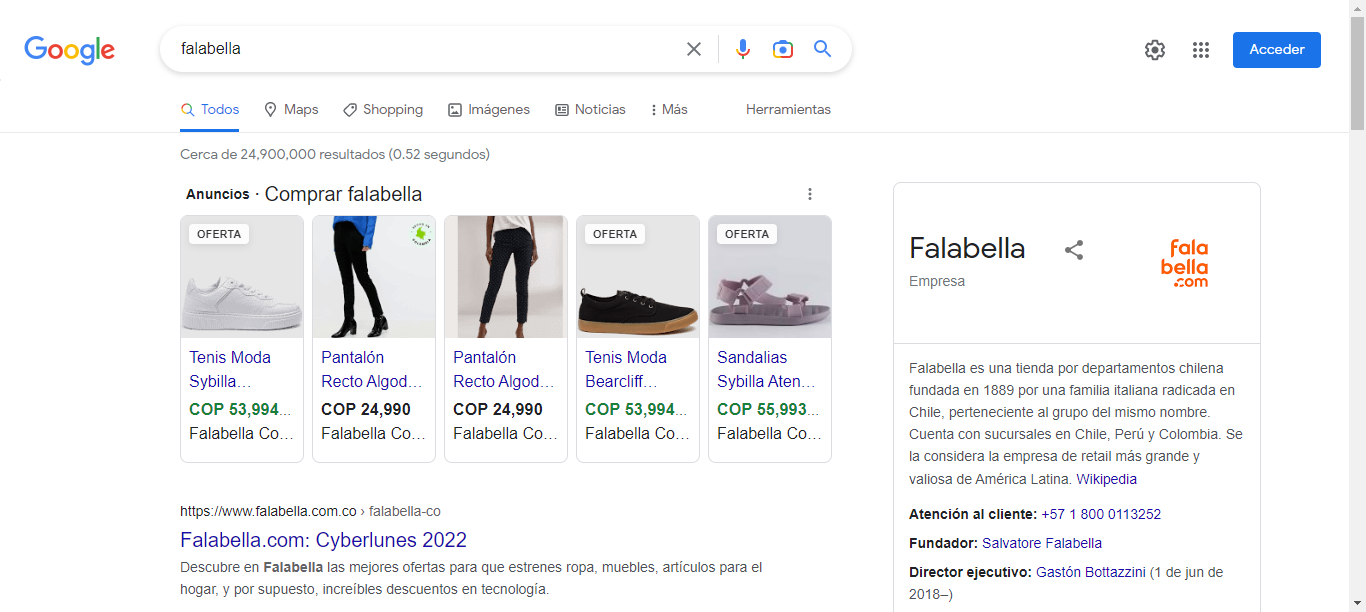 Google
falabella
Acceder
Todos
Maps
Shopping
Imágenes
Noticias
Más
Herramientas
Cerca de 24,900,000 resultados (0.52 segundos)
Anuncios · Comprar falabella
OFERTA
Tenis Moda
Sybilla...
COP 53,994...
Falabella Co...
Pantalón
Recto Algod...
COP 24,990
Falabella Co...
Pantalón
Recto Algod...
COP 24,990
Falabella Co...
OFERTA
Tenis Moda
Bearcliff...
COP 53,994...
Falabella Co...
OFERTA
Sandalias
Sybilla Aten...
COP 55,993...
Falabella Co...
https://www.falabella.com.co › falabella-co
Falabella.com: Cyberlunes 2022
Descubre en Falabella las mejores ofertas para que estrenes ropa, muebles, artículos para el
hogar, y por supuesto, increíbles descuentos en tecnología.
Falabella
Empresa
fala
bella
.com
Falabella es una tienda por departamentos chilena
fundada en 1889 por una familia italiana radicada en
Chile, perteneciente al grupo del mismo nombre.
Cuenta con sucursales en Chile, Perú y Colombia. Se
la considera la empresa de retail más grande y
valiosa de América Latina. Wikipedia
Atención al cliente: +57 1 800 0113252
Fundador: Salvatore Falabella
Director ejecutivo: Gastón Bottazzini (1 de jun de
2018–)